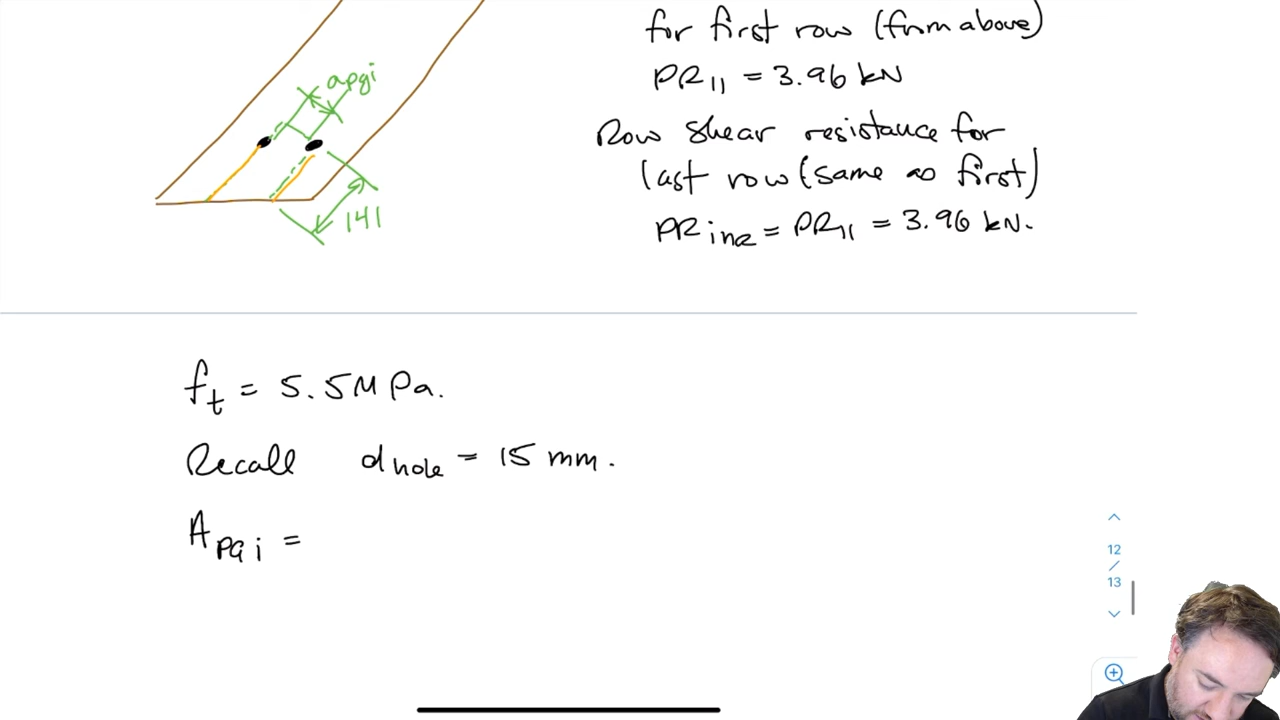 for first row (from above)
PR11 = 3.96 kN
Row shear resistance for
last row (same as first)
PRinR = PR11 = 3.96 kN.
apgi
141
ft = 5.5 MPa.
Recall dhole = 15 mm.
APGi =
12
/
13